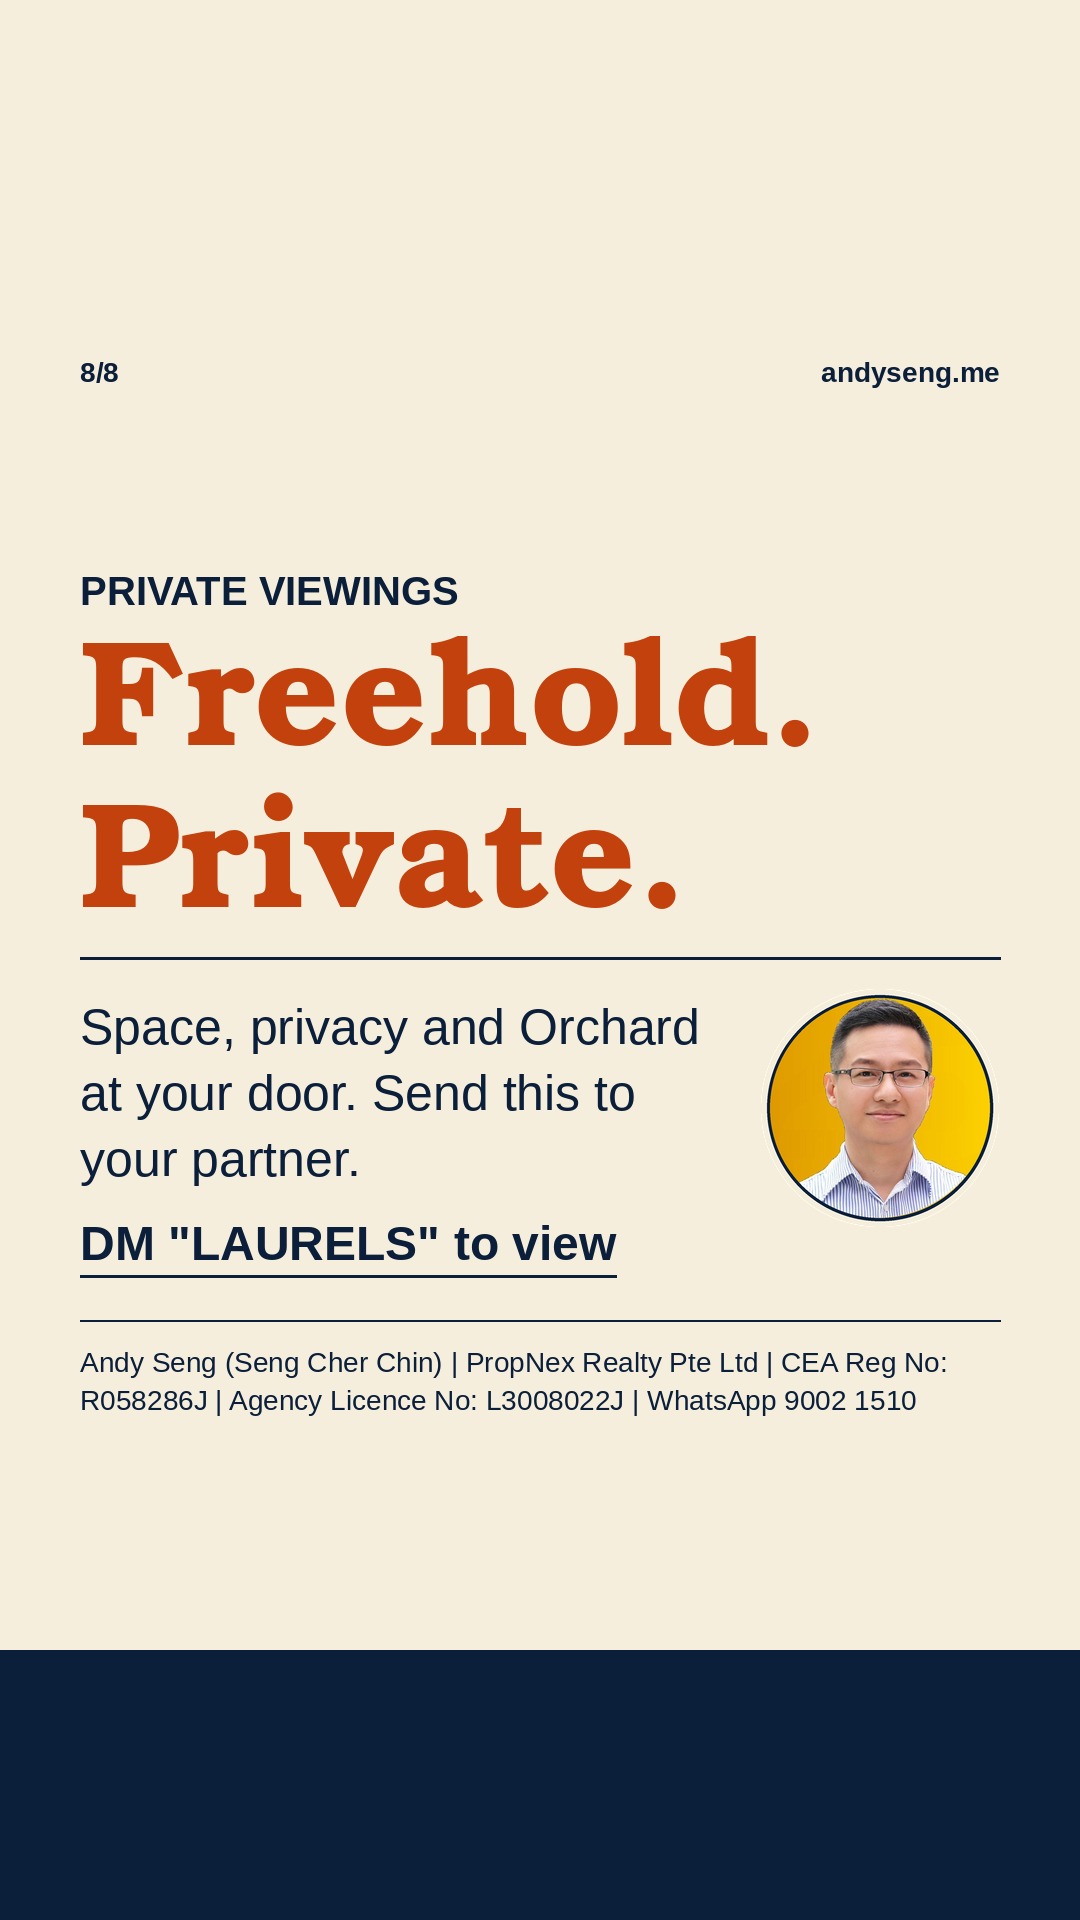 8/8
andyseng.me
PRIVATE VIEWINGS
Freehold.
Private.
Space, privacy and Orchard
at your door. Send this to
your partner.
DM "LAURELS" to view
Andy Seng (Seng Cher Chin) | PropNex Realty Pte Ltd | CEA Reg No:
R058286J | Agency Licence No: L3008022J | WhatsApp 9002 1510